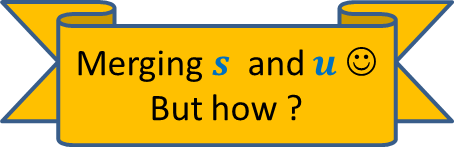 Merging s and u ☺
But how ?